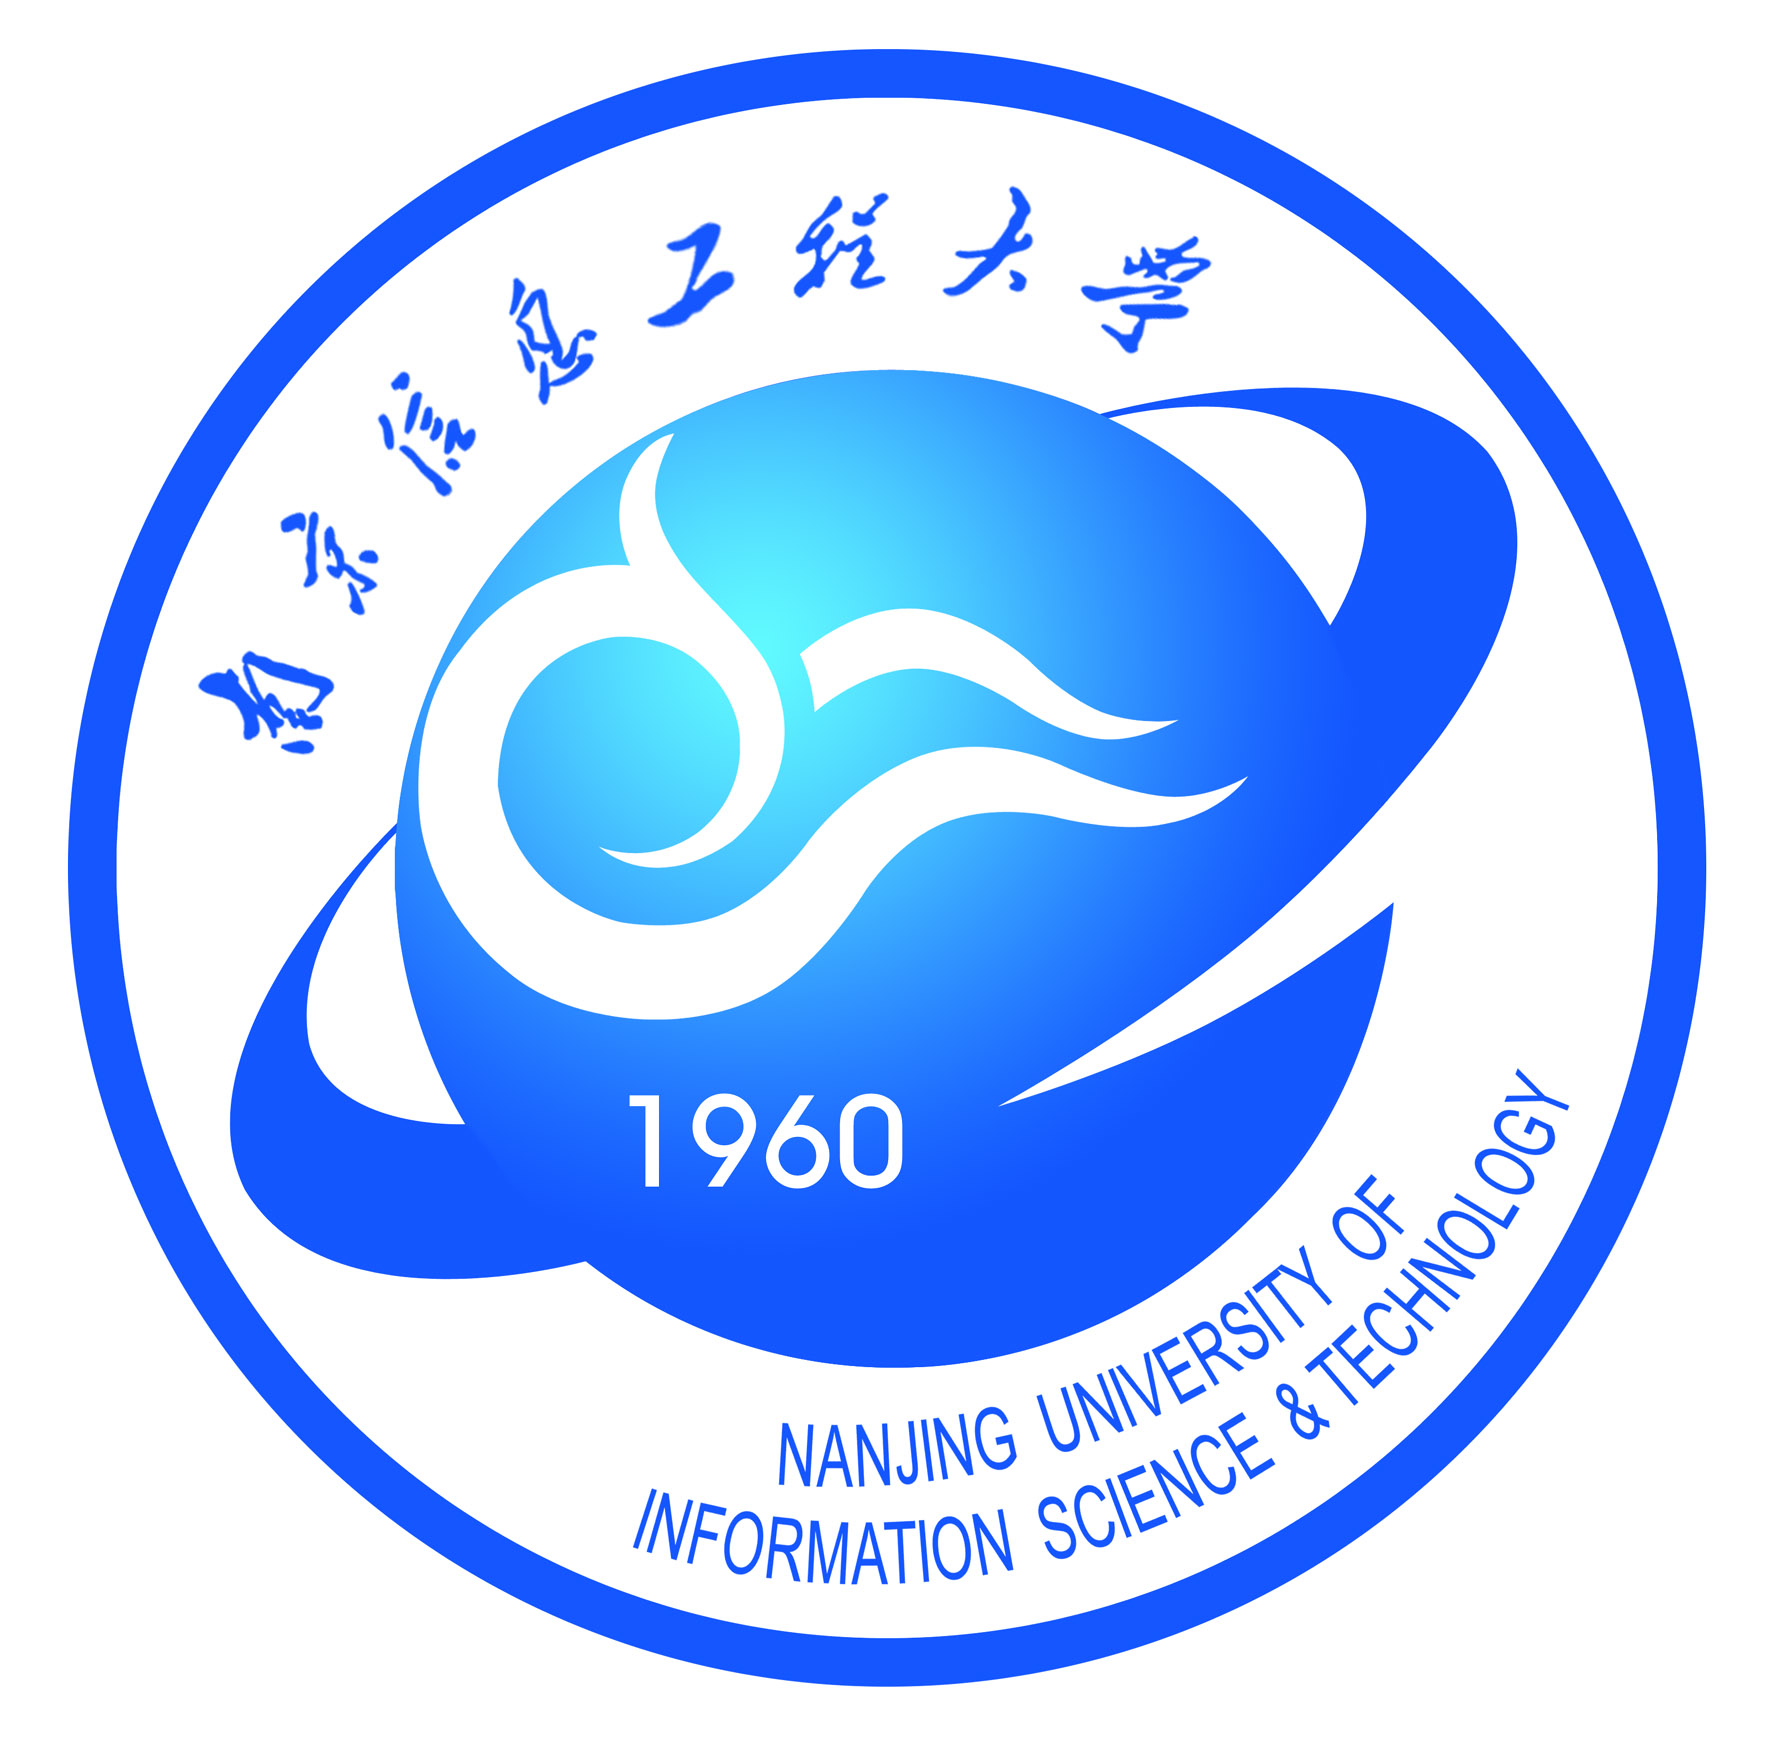 南京信息工程大学
1960
NANJING UNIVERSITY OF
INFORMATION SCIENCE & TECHNOLOGY